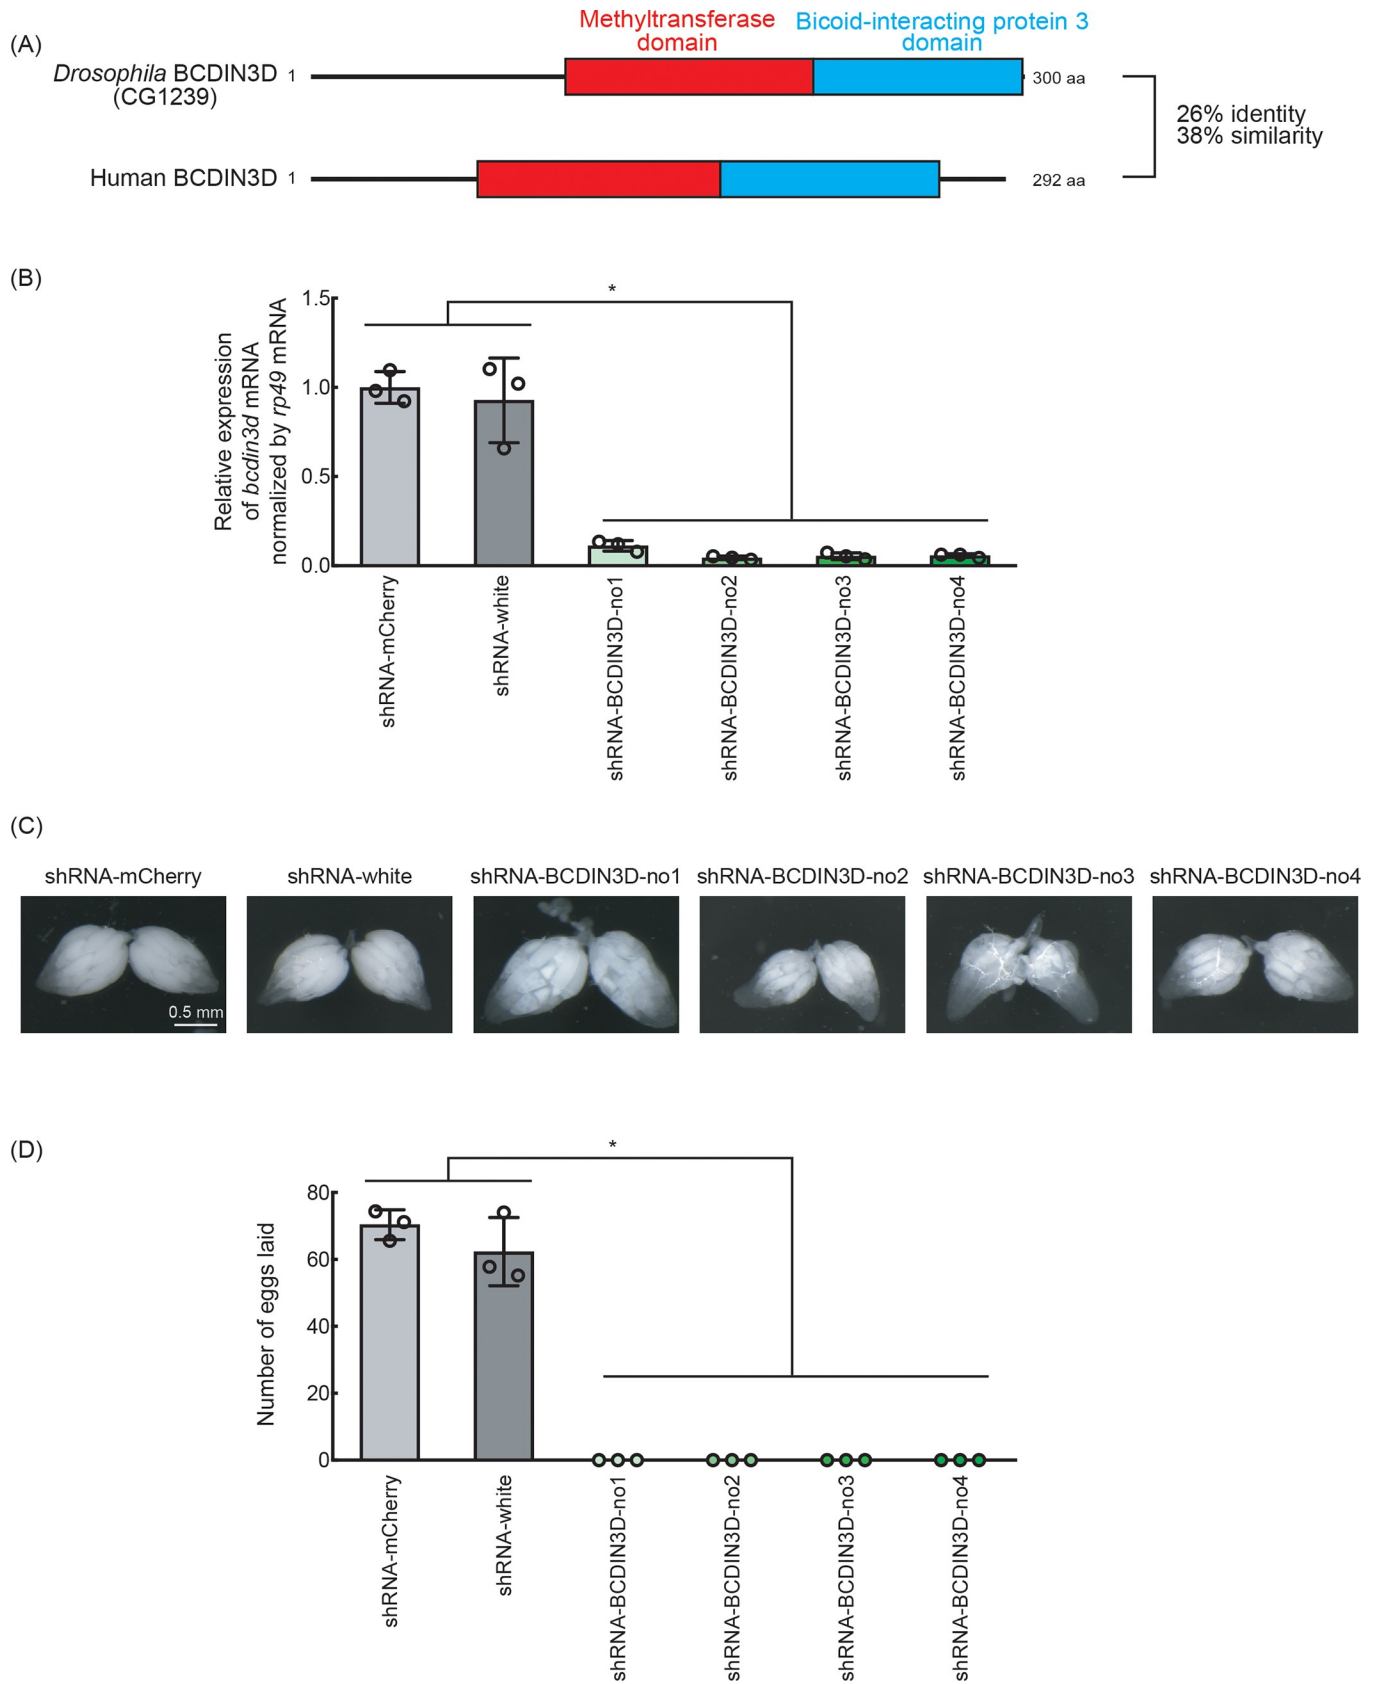 (A)
Methyltransferase
domain
Bicoid-interacting protein 3
domain
Drosophila BCDIN3D
(CG1239)
1
300 aa
26% identity
38% similarity
Human BCDIN3D
1
292 aa
(B)
Relative expression
of bcdin3d mRNA
normalized by rp49 mRNA
1.5
1.0
0.5
0.0
*
shRNA-mCherry
shRNA-white
shRNA-BCDIN3D-no1
shRNA-BCDIN3D-no2
shRNA-BCDIN3D-no3
shRNA-BCDIN3D-no4
(C)
shRNA-mCherry
shRNA-white
shRNA-BCDIN3D-no1
shRNA-BCDIN3D-no2
shRNA-BCDIN3D-no3
shRNA-BCDIN3D-no4
0.5 mm
(D)
Number of eggs laid
80
60
40
20
0
*
shRNA-mCherry
shRNA-white
shRNA-BCDIN3D-no1
shRNA-BCDIN3D-no2
shRNA-BCDIN3D-no3
shRNA-BCDIN3D-no4